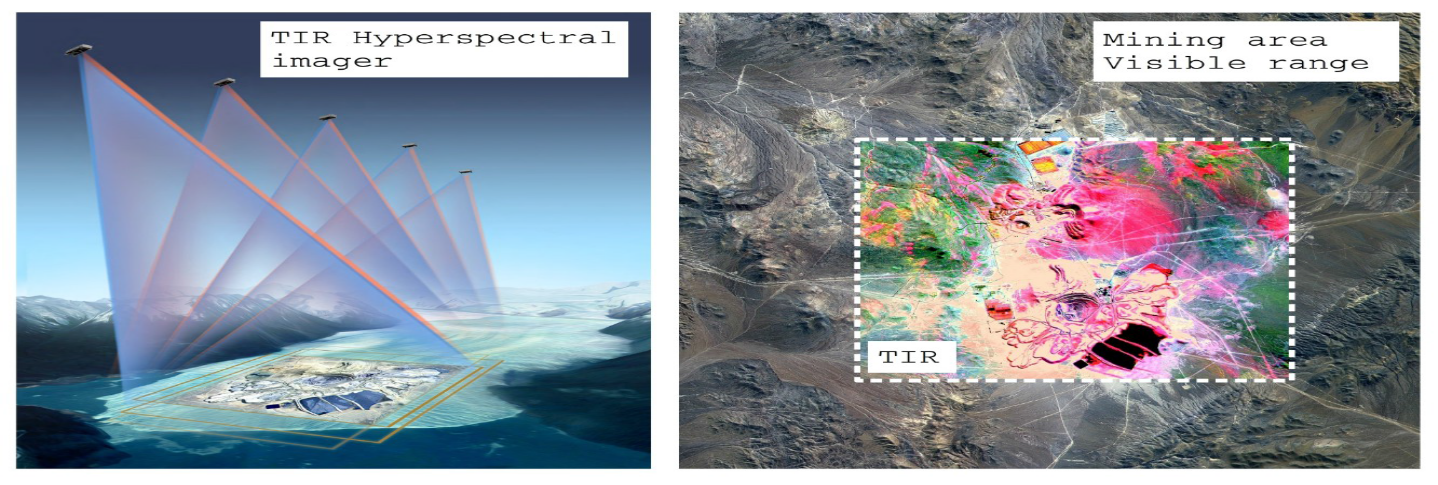 TIR Hyperspectral
imager
Mining area
Visible range
TIR